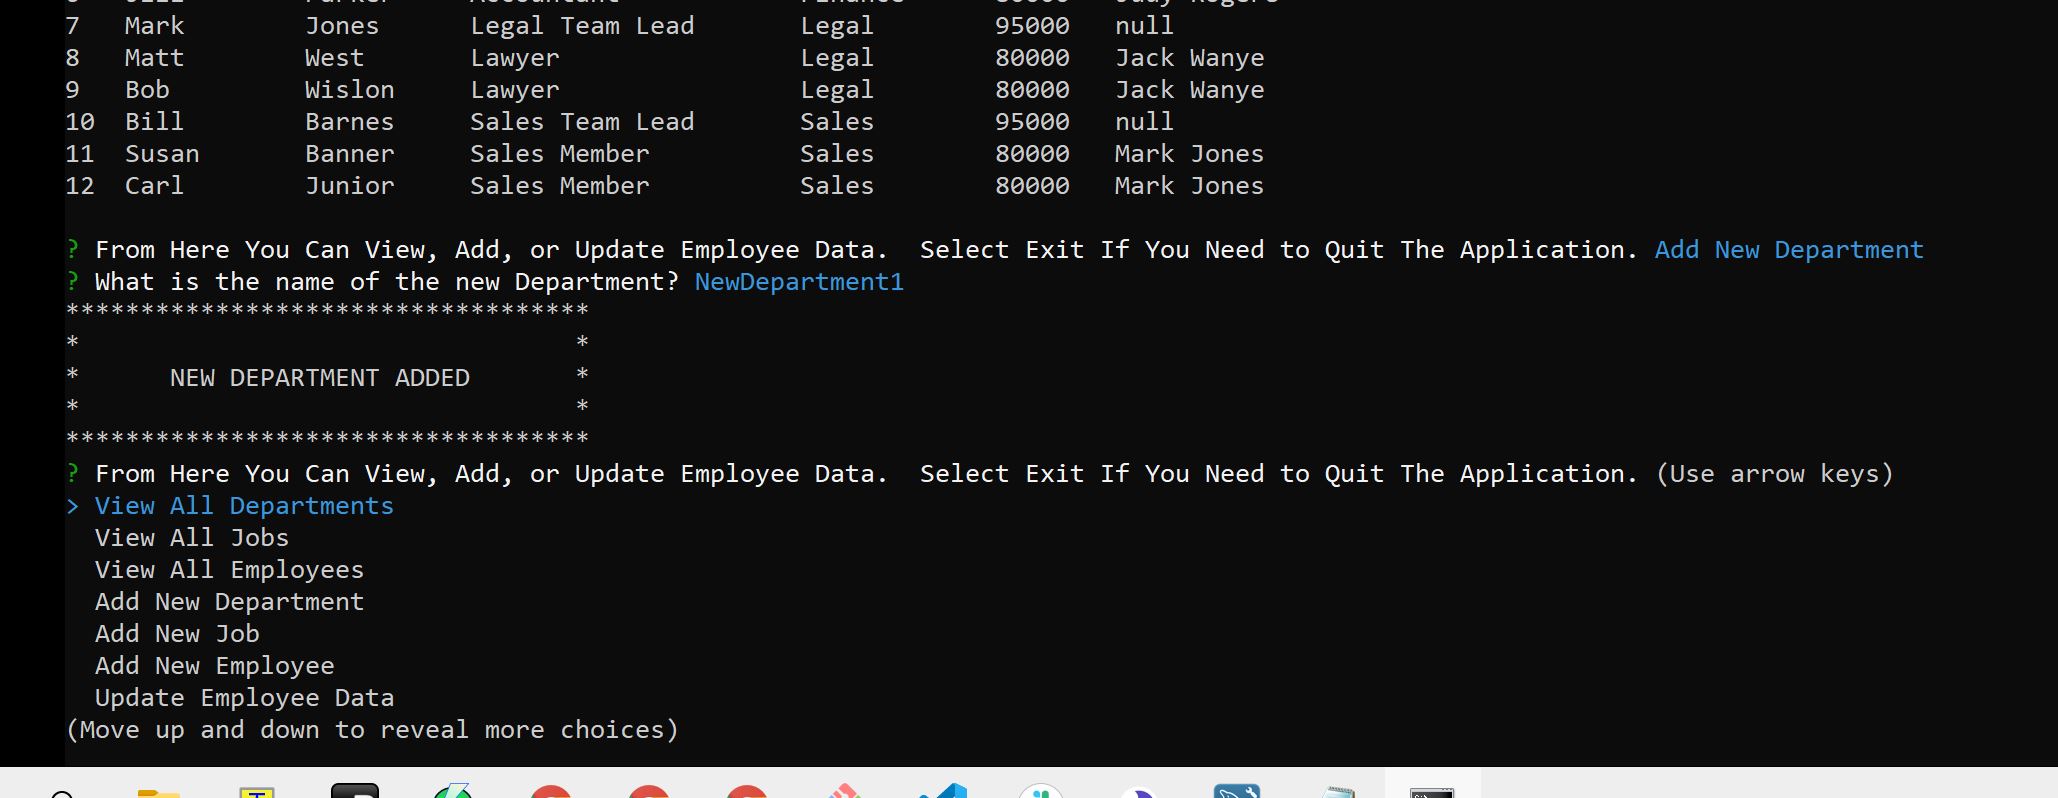 7 Mark Jones Legal Team Lead Legal 95000 null
8 Matt West Lawyer Legal 80000 Jack Wanye
9 Bob Wislon Lawyer Legal 80000 Jack Wanye
10 Bill Barnes Sales Team Lead Sales 95000 null
11 Susan Banner Sales Member Sales 80000 Mark Jones
12 Carl Junior Sales Member Sales 80000 Mark Jones
? From Here You Can View, Add, or Update Employee Data.  Select Exit If You Need to Quit The Application. Add New Department
? What is the name of the new Department? NewDepartment1
***********************************
* *
* NEW DEPARTMENT ADDED *
* *
***********************************
? From Here You Can View, Add, or Update Employee Data.  Select Exit If You Need to Quit The Application. (Use arrow keys)
> View All Departments
View All Jobs
View All Employees
Add New Department
Add New Job
Add New Employee
Update Employee Data
(Move up and down to reveal more choices)